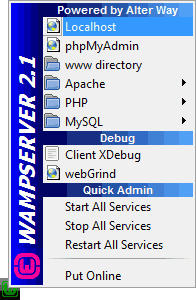 Powered by Alter Way
Localhost
phpMyAdmin
www directory
Apache
PHP
MySQL
Debug
Client XDebug
webGrind
Quick Admin
Start All Services
Stop All Services
Restart All Services
Put Online
WAMPSERVER 2.1